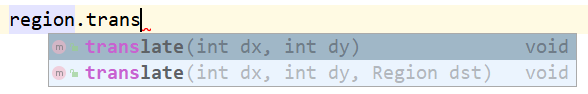 region.trans
translate(int dx, int dy) void
translate(int dx, int dy, Region dst) void